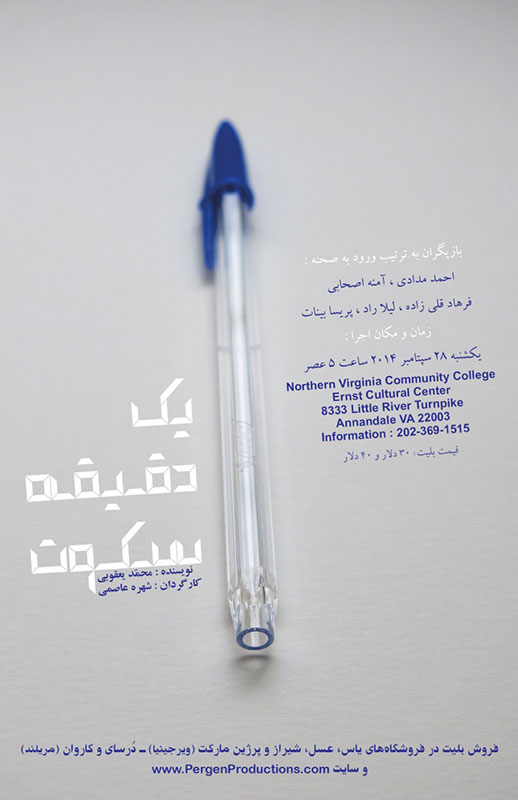 بازیگران به ترتیب ورود به صحنه :
احمد مدادی ، آمنه اصحابی
فرهاد قلی زاده ، لیلا راد ، پریسا بینات
زمان و مکان اجرا :
یکشنبه ۲۸ سپتامبر ۲۰۱۴ ساعت ۵ عصر
Northern Virginia Community College
Ernst Cultural Center
8333 Little River Turnpike
Annandale VA 22003
Information : 202-369-1515
قیمت بلیت : ۳۰ دلار و ۴۰ دلار
یک
دقیقه
سکوت
نویسنده : محمّد یعقوبی
کارگردان : شهره عاصمی
فروش بلیت در فروشگاه‌های یاس، عسل، شیراز و پرژین مارکت (ویرجینیا) ــ دُرسای و کاروان (مریلند)
و سایت www.PergenProductions.com